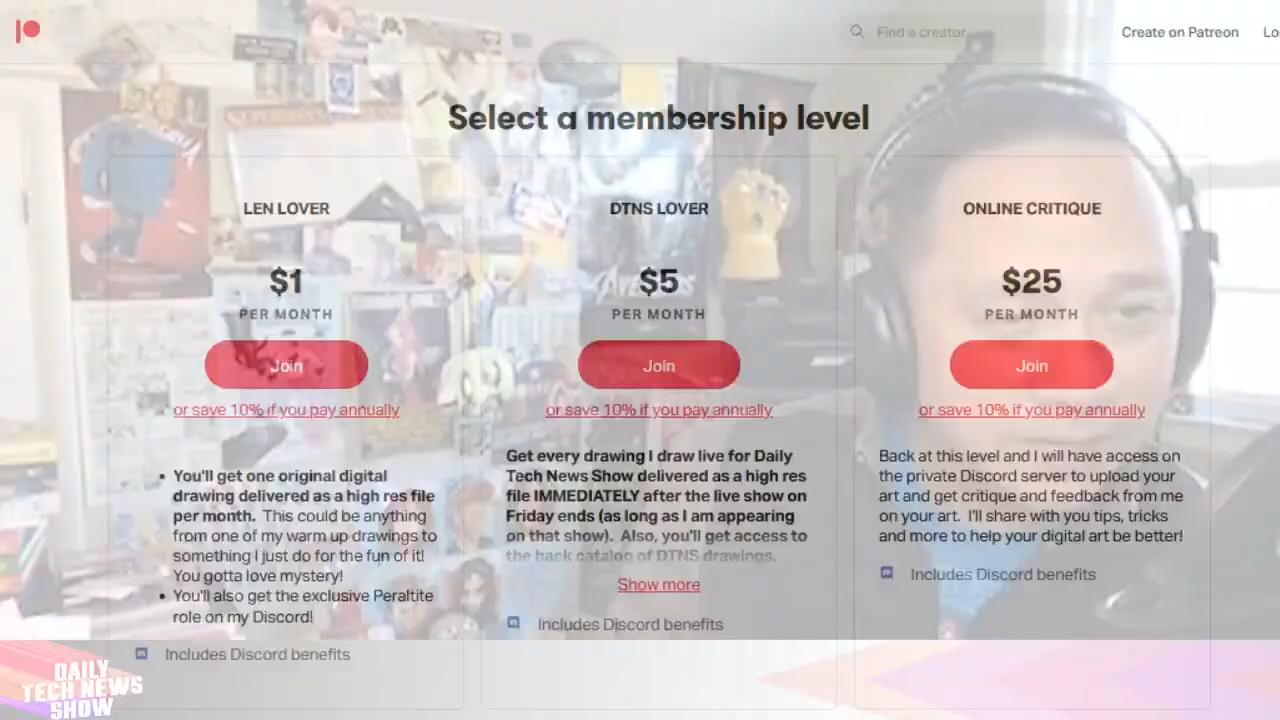 Find a creator
Create on Patreon
Lo
Select a membership level
LEN LOVER
$1
PER MONTH
Join
or save 10% if you pay annually
• You'll get one original digital
drawing delivered as a high res file
per month. This could be anything
from one of my warm up drawings to
something I just do for the fun of it!
You gotta love mystery!
• You'll also get the exclusive Peraltite
role on my Discord!
Includes Discord benefits
DTNS LOVER
$5
PER MONTH
Join
or save 10% if you pay annually
Get every drawing I draw live for Daily
Tech News Show delivered as a high res
file IMMEDIATELY after the live show on
Friday ends (as long as I am appearing
on that show). Also, you'll get access to
the back catalog of DTNS drawings.
Show more
Includes Discord benefits
ONLINE CRITIQUE
$25
PER MONTH
Join
or save 10% if you pay annually
Back at this level and I will have access on
the private Discord server to upload your
art and get critique and feedback from me
on your art. I'll share with you tips, tricks
and more to help your digital art be better!
Includes Discord benefits
AVENGERS
DAILY
TECH NEWS
SHOW